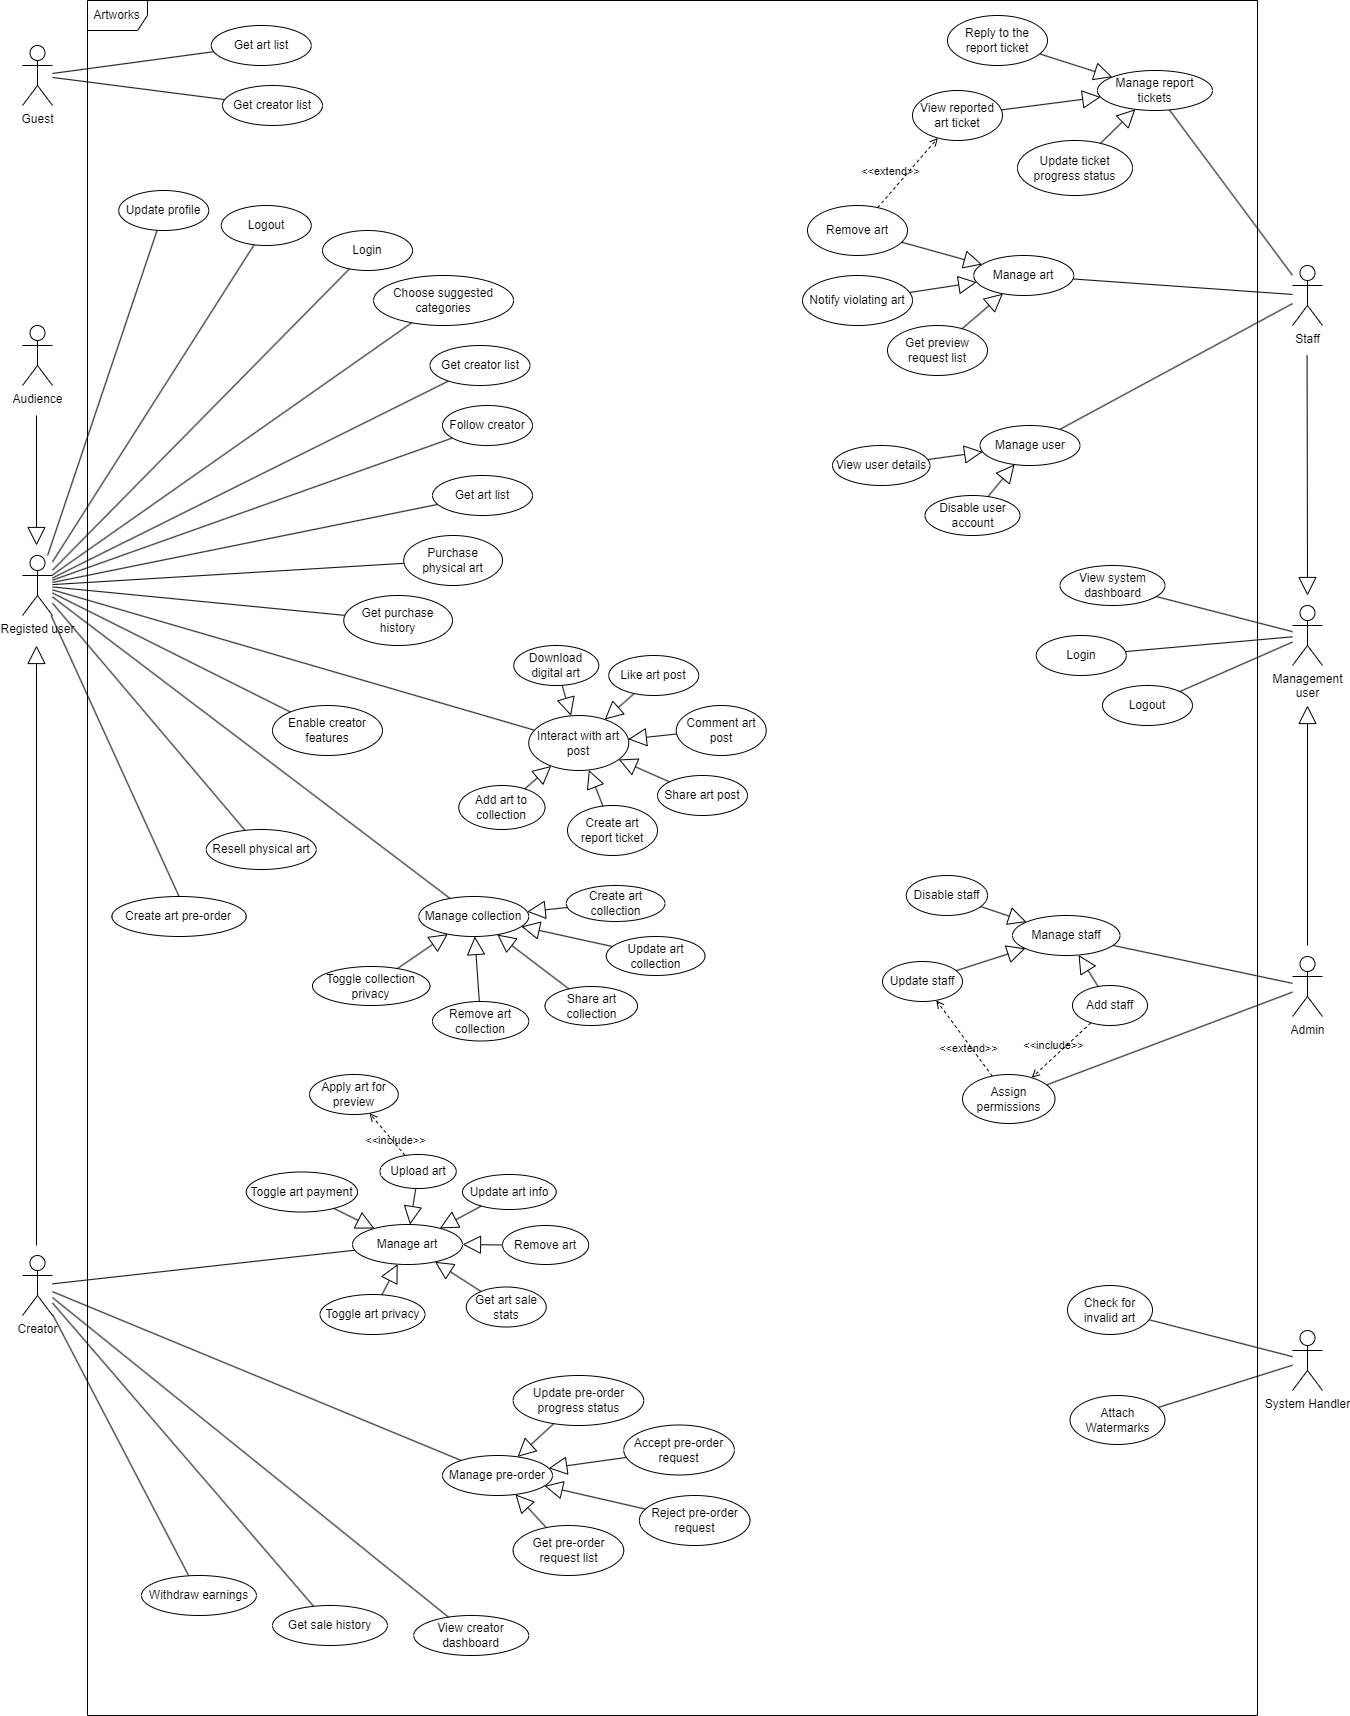 Artworks
Guest
Get art list
Get creator list
Reply to the
report ticket
Manage report
tickets
View reported
art ticket
Update ticket
progress status
<<extend>>
Remove art
Manage art
Notify violating art
Get preview
request list
Staff
Manage user
View user details
Disable user
account
Update profile
Logout
Login
Choose suggested
categories
Get creator list
Follow creator
Get art list
Purchase
physical art
Get purchase
history
Audience
Registed user
Download
digital art
Like art post
Comment art
post
Interact with art
post
Share art post
Add art to
collection
Create art
report ticket
Enable creator
features
Resell physical art
Create art pre-order
Manage collection
Create art
collection
Update art
collection
Toggle collection
privacy
Remove art
collection
Share art
collection
View system
dashboard
Login
Logout
Management
user
Disable staff
Manage staff
Update staff
Add staff
<<extend>>
<<include>>
Assign
permissions
Admin
Apply art for
preview
<<include>>
Upload art
Toggle art payment
Update art info
Manage art
Remove art
Toggle art privacy
Get art sale
stats
Creator
Check for
invalid art
Attach
Watermarks
System Handler
Update pre-order
progress status
Accept pre-order
request
Manage pre-order
Reject pre-order
request
Get pre-order
request list
Withdraw earnings
Get sale history
View creator
dashboard